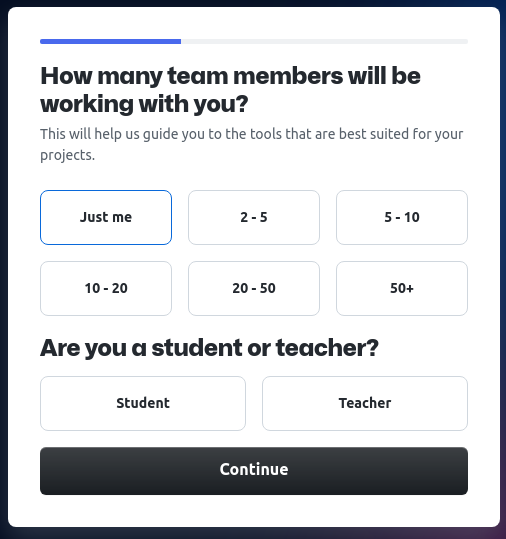 How many team members will be
working with you?
This will help us guide you to the tools that are best suited for your
projects.
Just me
2 - 5
5 - 10
10 - 20
20 - 50
50+
Are you a student or teacher?
Student
Teacher
Continue